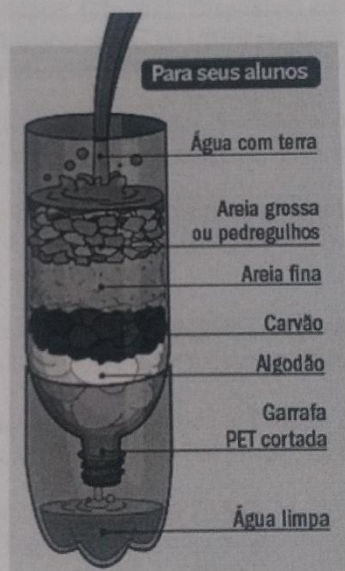 Para seus alunos
Água com terra
Areia grossa
ou pedregulhos
Areia fina
Carvão
Algodão
Garrafa
PET cortada
Água limpa